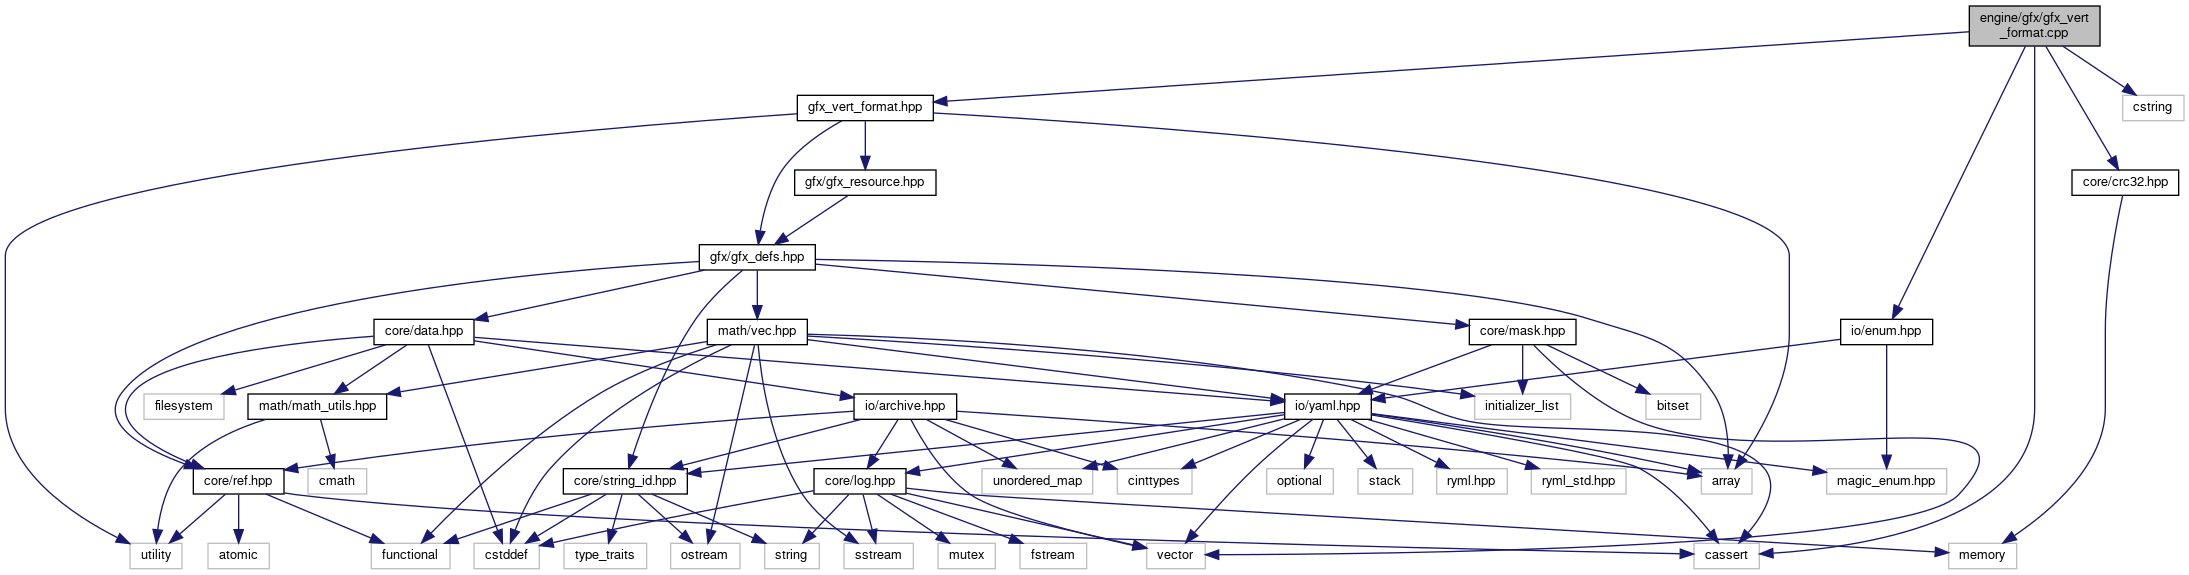 engine/gfx/gfx_vert
_format.cpp
gfx_vert_format.hpp
cstring
gfx/gfx_resource.hpp
core/crc32.hpp
gfx/gfx_defs.hpp
core/data.hpp
math/vec.hpp
core/mask.hpp
io/enum.hpp
filesystem
math/math_utils.hpp
io/archive.hpp
io/yaml.hpp
initializer_list
bitset
core/ref.hpp
cmath
core/string_id.hpp
core/log.hpp
unordered_map
cinttypes
optional
stack
ryml.hpp
ryml_std.hpp
array
magic_enum.hpp
utility
atomic
functional
cstddef
type_traits
ostream
string
sstream
mutex
fstream
vector
cassert
memory